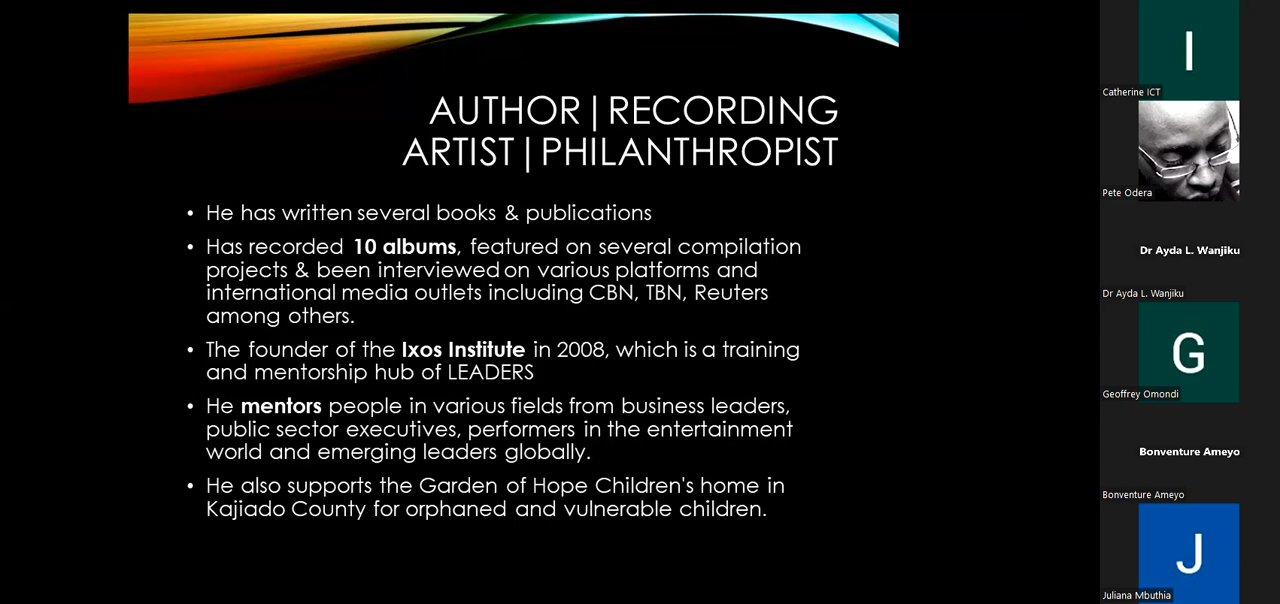 AUTHOR|RECORDING
ARTIST|PHILANTHROPIST
• He has written several books & publications
• Has recorded 10 albums, featured on several compilation
projects & been interviewed on various platforms and
international media outlets including CBN, TBN, Reuters
among others.
• The founder of the Ixos Institute in 2008, which is a training
and mentorship hub of LEADERS
• He mentors people in various fields from business leaders,
public sector executives, performers in the entertainment
world and emerging leaders globally.
• He also supports the Garden of Hope Children's home in
Kajiado County for orphaned and vulnerable children.
I
Catherine ICT
Pete Odera
Dr Ayda L. Wanjiku
Dr Ayda L. Wanjiku
G
Geoffrey Omondi
Bonventure Ameyo
Bonventure Ameyo
J
Juliana Mbuthia